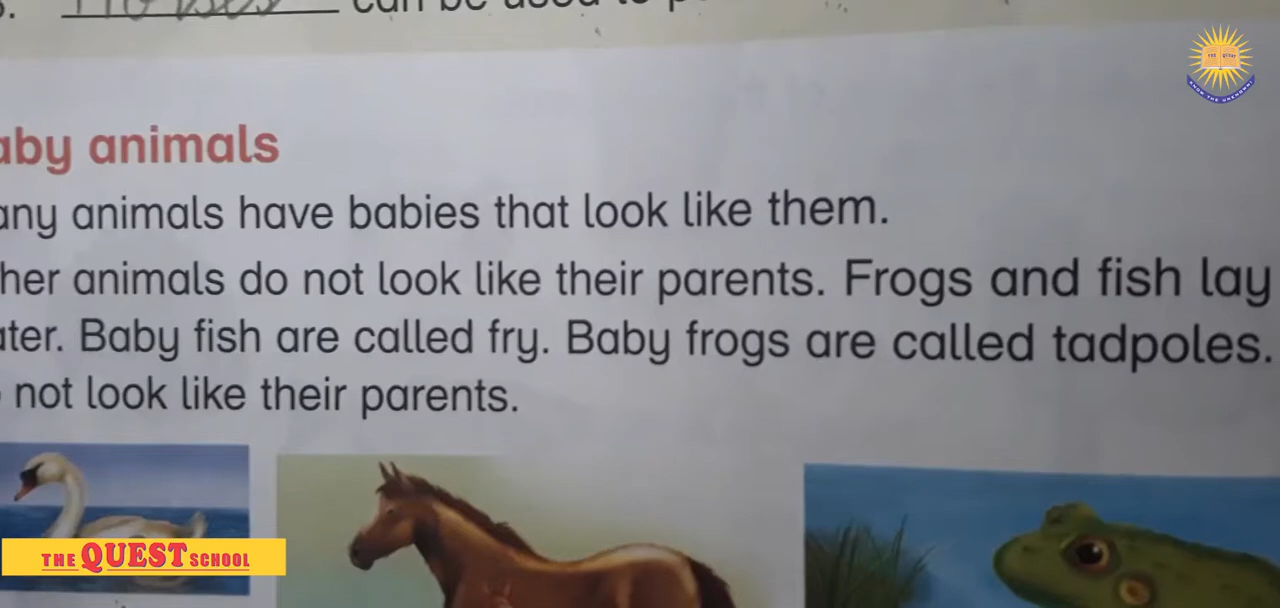 can be used to p
aby animals
any animals have babies that look like them.
her animals do not look like their parents. Frogs and fish lay
ater. Baby fish are called fry. Baby frogs are called tadpoles.
not look like their parents.
THE QUEST SCHOOL